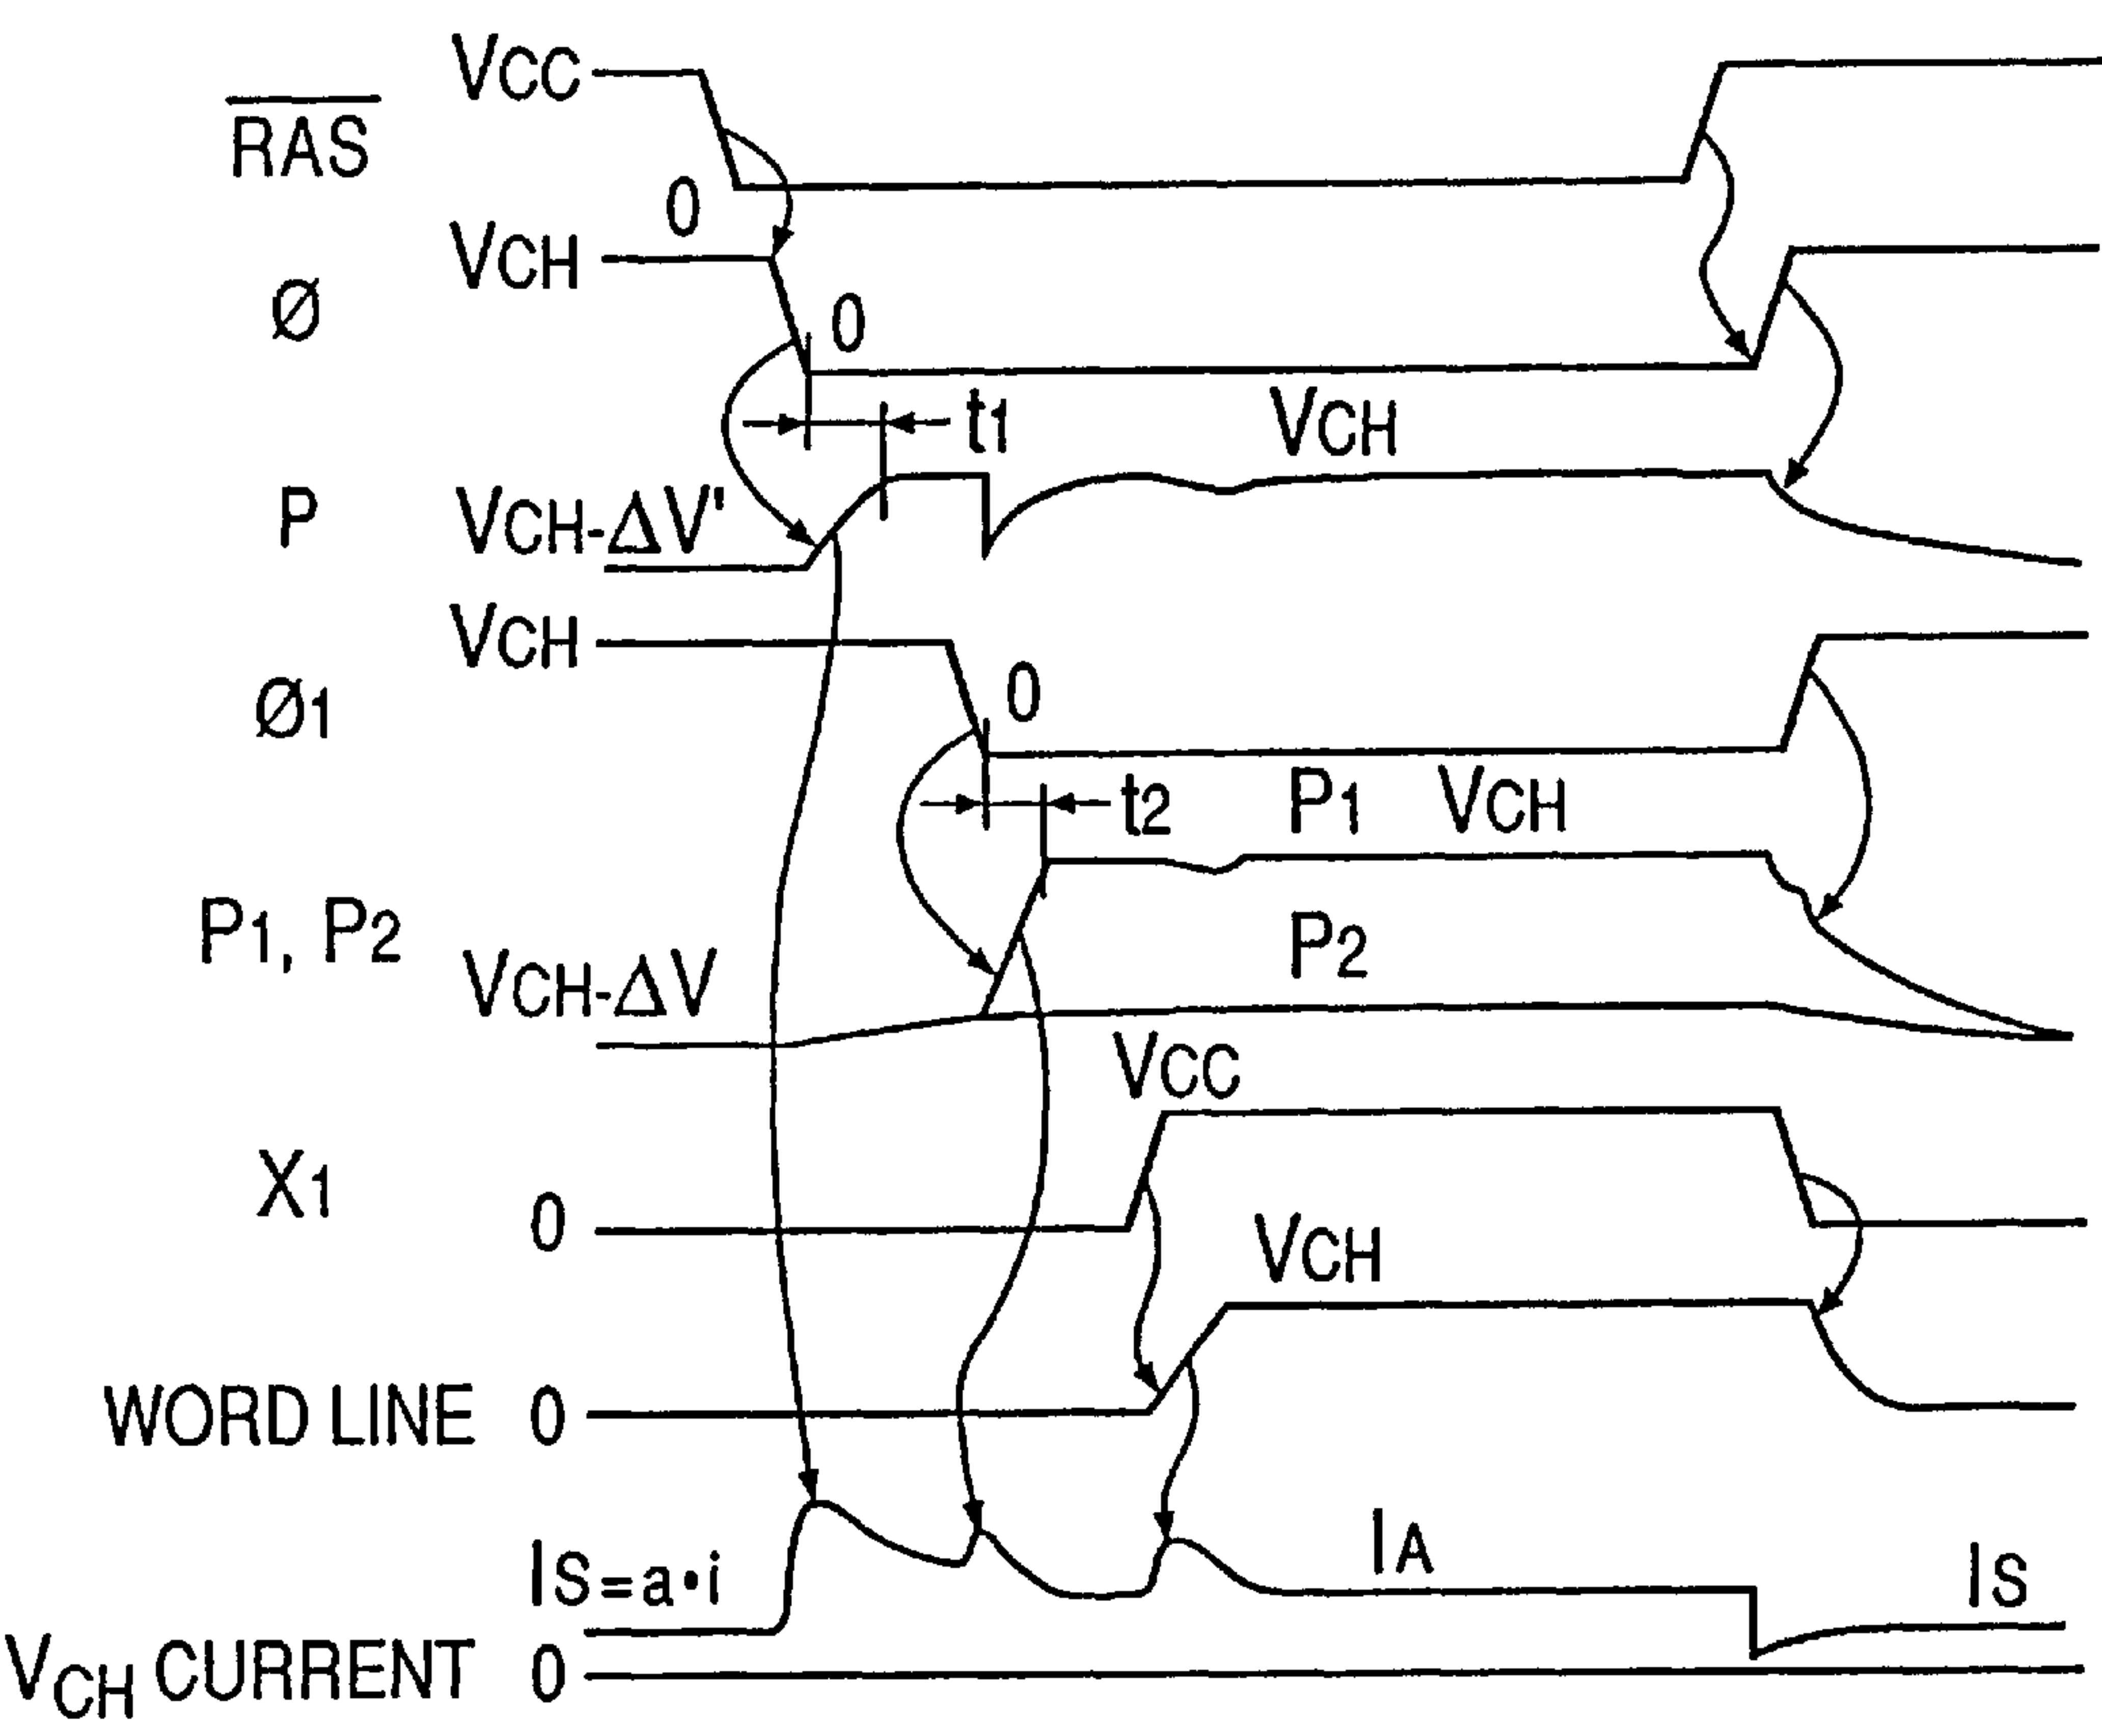 VCC
RAS
0
VCH
Ø
0
t1
VCH
P
VCH-ΔV'
VCH
Ø1
0
t2
P1 VCH
P1, P2
P2
VCH-ΔV
VCC
X1
0
VCH
WORD LINE 0
IS=a•i
IA
IS
VCH CURRENT 0